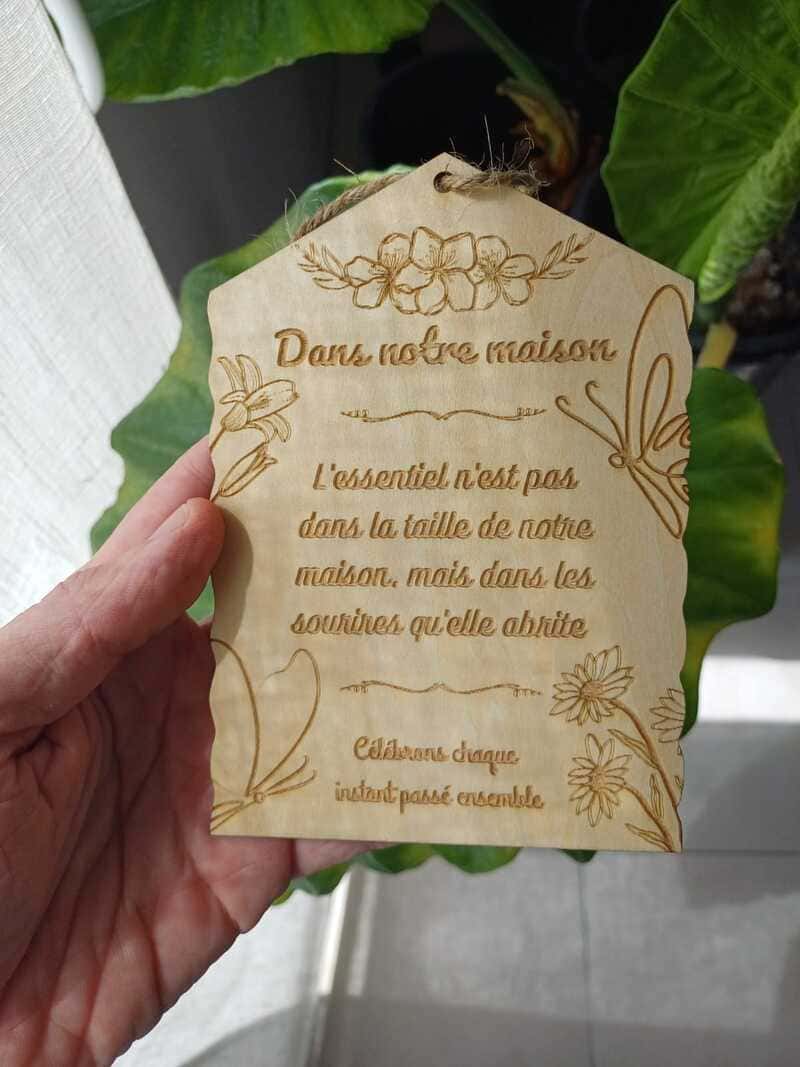 Dans notre maison
L'essentiel n'est pas
dans la taille de notre
maison, mais dans les
sourires qu'elle abrite
Célébrons chaque
instant passé ensemble